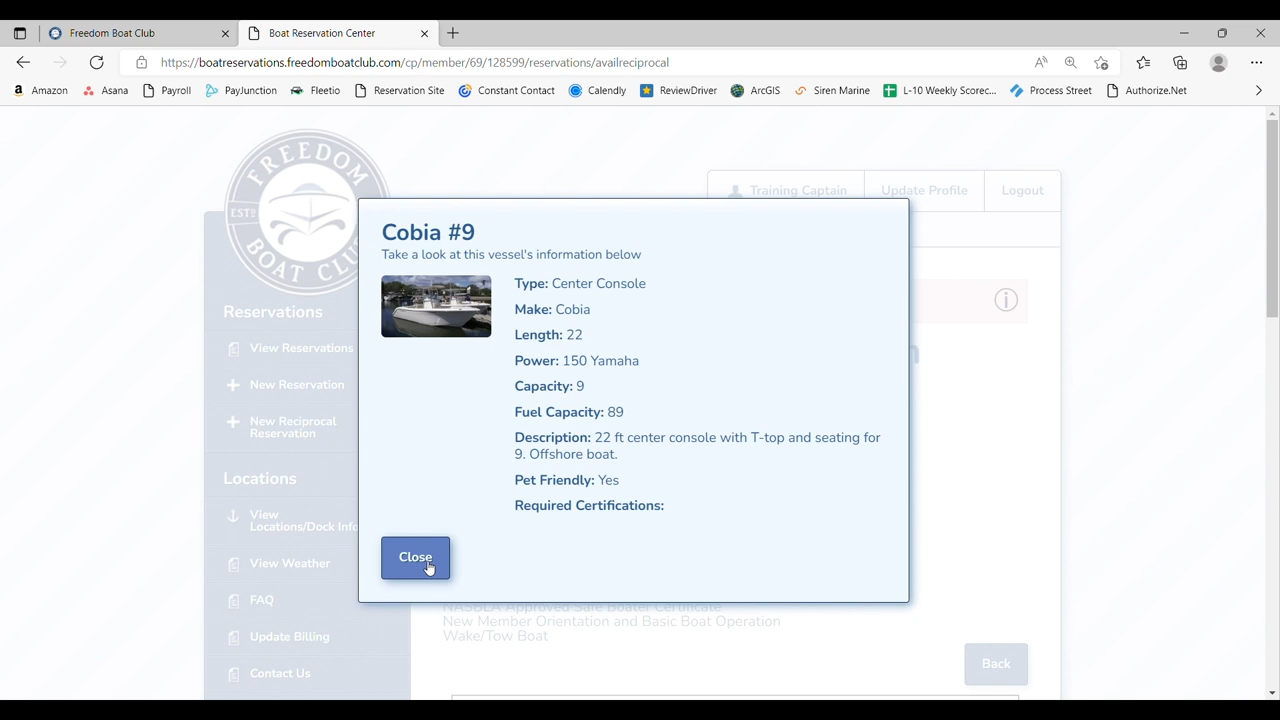 Freedom Boat Club
Boat Reservation Center
https://boatreservations.freedomboatclub.com/cp/member/69/128599/reservations/availreciprocal
Amazon
Asana
Payroll
PayJunction
Fleetio
Reservation Site
Constant Contact
Calendly
ReviewDriver
ArcGIS
Siren Marine
L-10 Weekly Scorec...
Process Street
Authorize.Net
FREEDOM
ESTD
BOAT CLU
Training Captain
Update Profile
Logout
Reservations
View Reservations
New Reservation
New Reciprocal
Reservation
Locations
View
Locations/Dock Info
View Weather
FAQ
Update Billing
Contact Us
Cobia #9
Take a look at this vessel's information below
Type: Center Console
Make: Cobia
Length: 22
Power: 150 Yamaha
Capacity: 9
Fuel Capacity: 89
Description: 22 ft center console with T-top and seating for
9. Offshore boat.
Pet Friendly: Yes
Required Certifications:
Close
NASBLA Approved Safe Boater Certificate
New Member Orientation and Basic Boat Operation
Wake/Tow Boat
Back